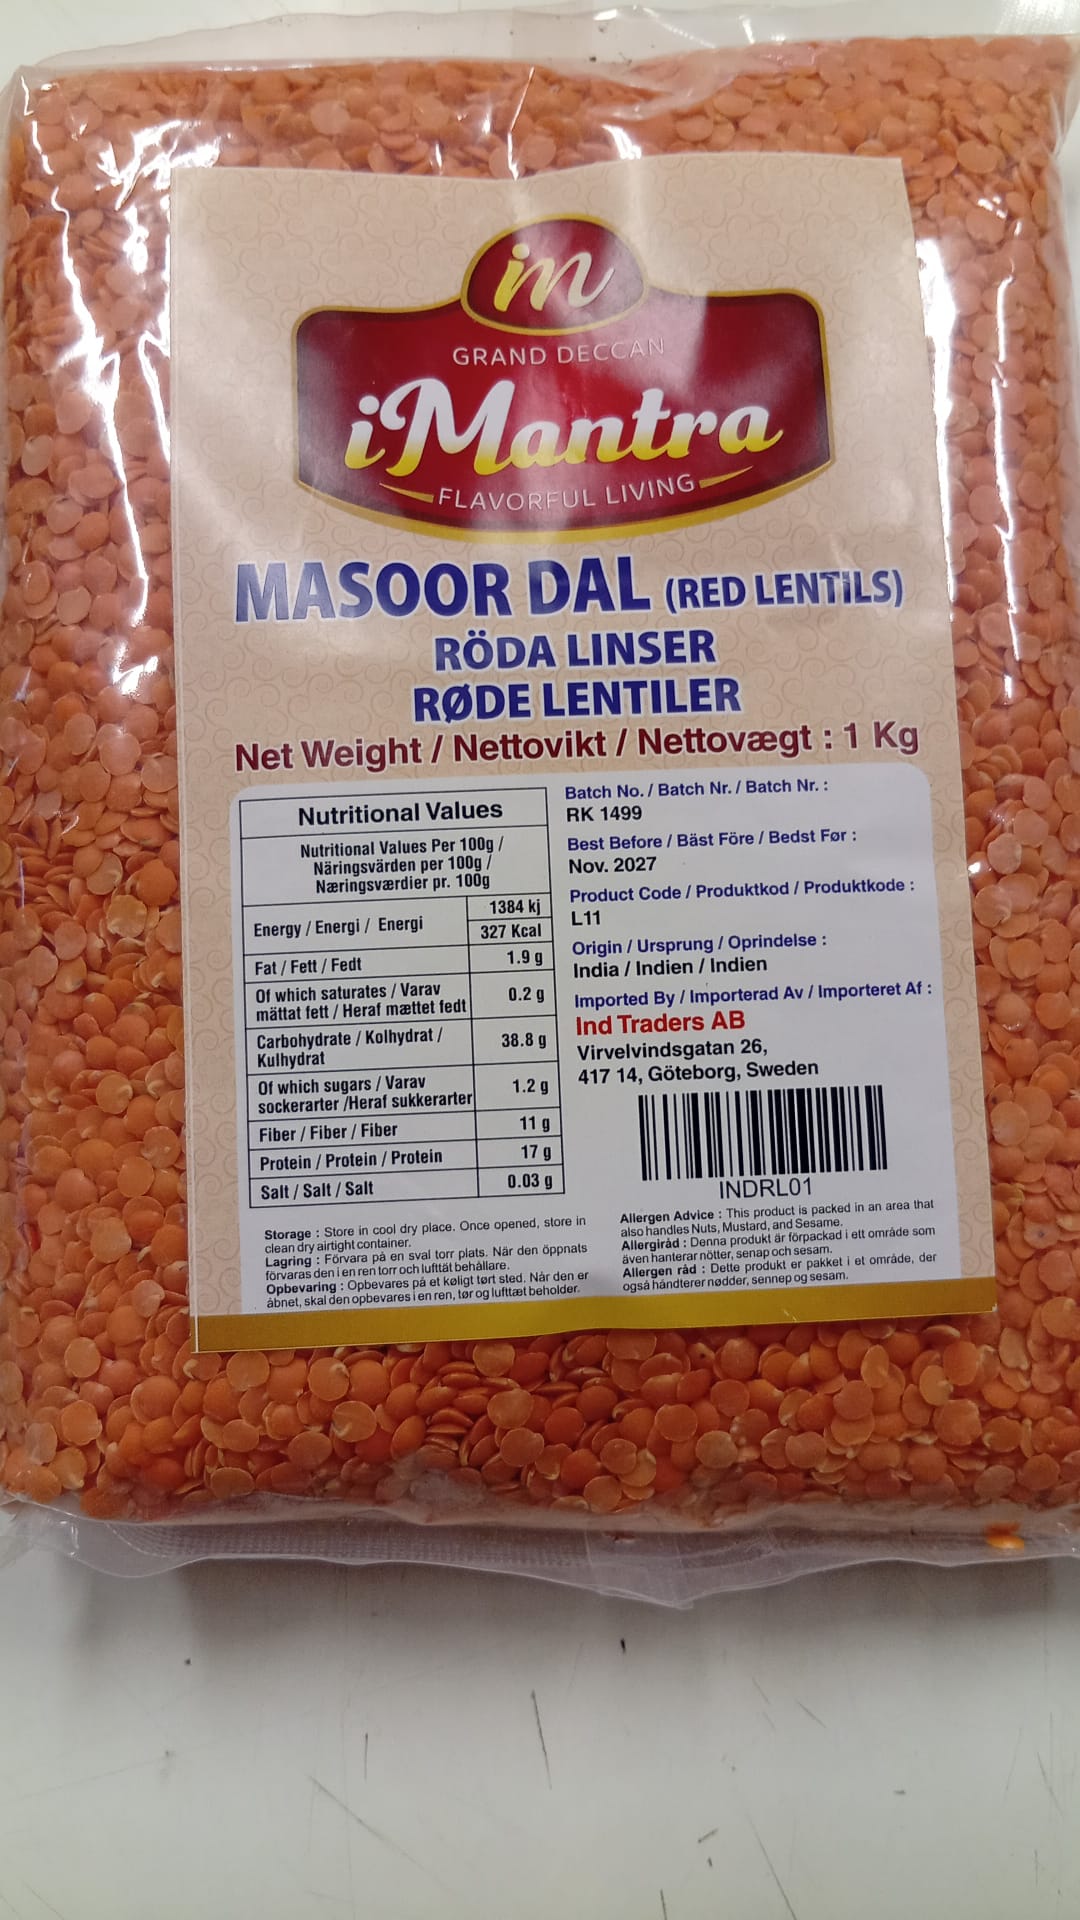 im
GRAND DECCAN
iMantra
FLAVORFUL LIVING
MASOOR DAL (RED LENTILS)
RÖDA LINSER
RØDE LENTILER
Net Weight / Nettovikt / Nettovægt : 1 Kg
Nutritional Values
Nutritional Values Per 100g /
Näringsvärden per 100g /
Næringsværdier pr. 100g
Energy / Energi / Energi
1384 kj
327 Kcal
Fat / Fett / Fedt
1.9 g
Of which saturates / Varav
mättat fett / Heraf mættet fedt
0.2 g
Carbohydrate / Kolhydrat /
Kulhydrat
38.8 g
Of which sugars / Varav
sockerarter /Heraf sukkerarter
1.2 g
Fiber / Fiber / Fiber
11 g
Protein / Protein / Protein
17 g
Salt / Salt / Salt
0.03 g
Batch No. / Batch Nr. / Batch Nr. :
RK 1499
Best Before / Bäst Före / Bedst Før :
Nov. 2027
Product Code / Produktkod / Produktkode :
L11
Origin / Ursprung / Oprindelse :
India / Indien / Indien
Imported By / Importerad Av / Importeret Af :
Ind Traders AB
Virvelvindsgatan 26,
417 14, Göteborg, Sweden
INDRL01
Storage : Store in cool dry place. Once opened, store in
clean dry airtight container.
Lagring : Förvara på en sval torr plats. När den öppnats
förvaras den i en ren torr och lufttät behållare.
Opbevaring : Opbevares på et køligt tørt sted. Når den er
åbnet, skal den opbevares i en ren, tør og lufttæt beholder.
Allergen Advice : This product is packed in an area that
also handles Nuts, Mustard, and Sesame.
Allergiråd : Denna produkt är förpackad i ett område som
även hanterar nötter, senap och sesam.
Allergen råd : Dette produkt er pakket i et område, der
også håndterer nødder, sennep og sesam.